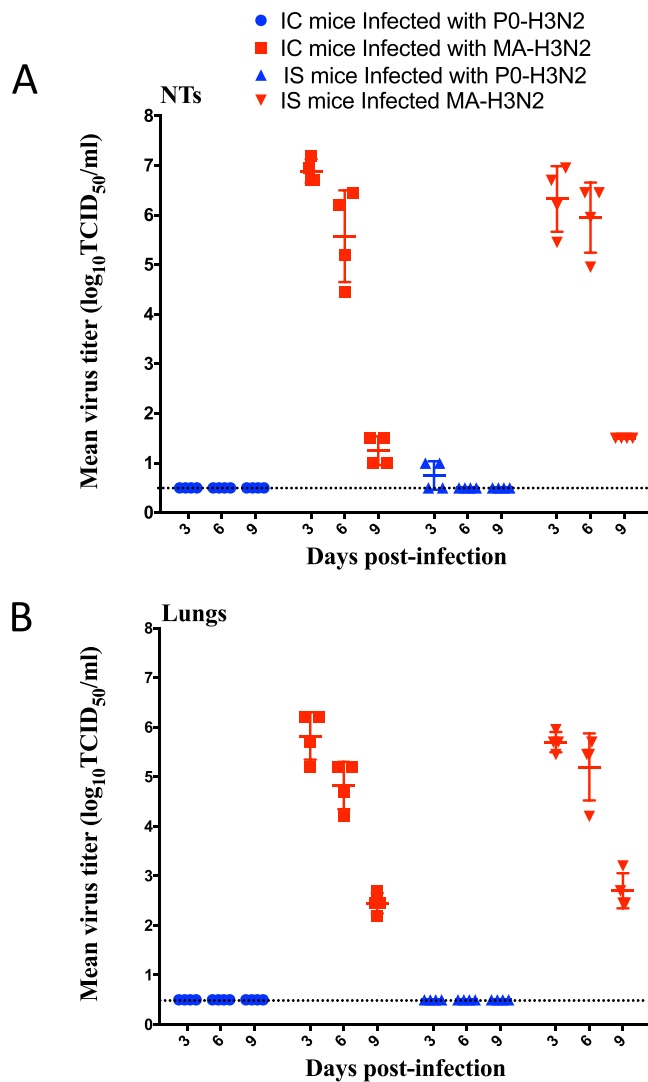 IC mice Infected with P0-H3N2
IC mice Infected with MA-H3N2
IS mice Infected with P0-H3N2
IS mice Infected MA-H3N2
A
NTs
Mean virus titer (log10TCID50/ml)
8
7
6
5
4
3
2
1
0
3 6 9 3 6 9 3 6 9 3 6 9
Days post-infection
B
Lungs
Mean virus titer (log10TCID50/ml)
8
7
6
5
4
3
2
1
0
3 6 9 3 6 9 3 6 9 3 6 9
Days post-infection